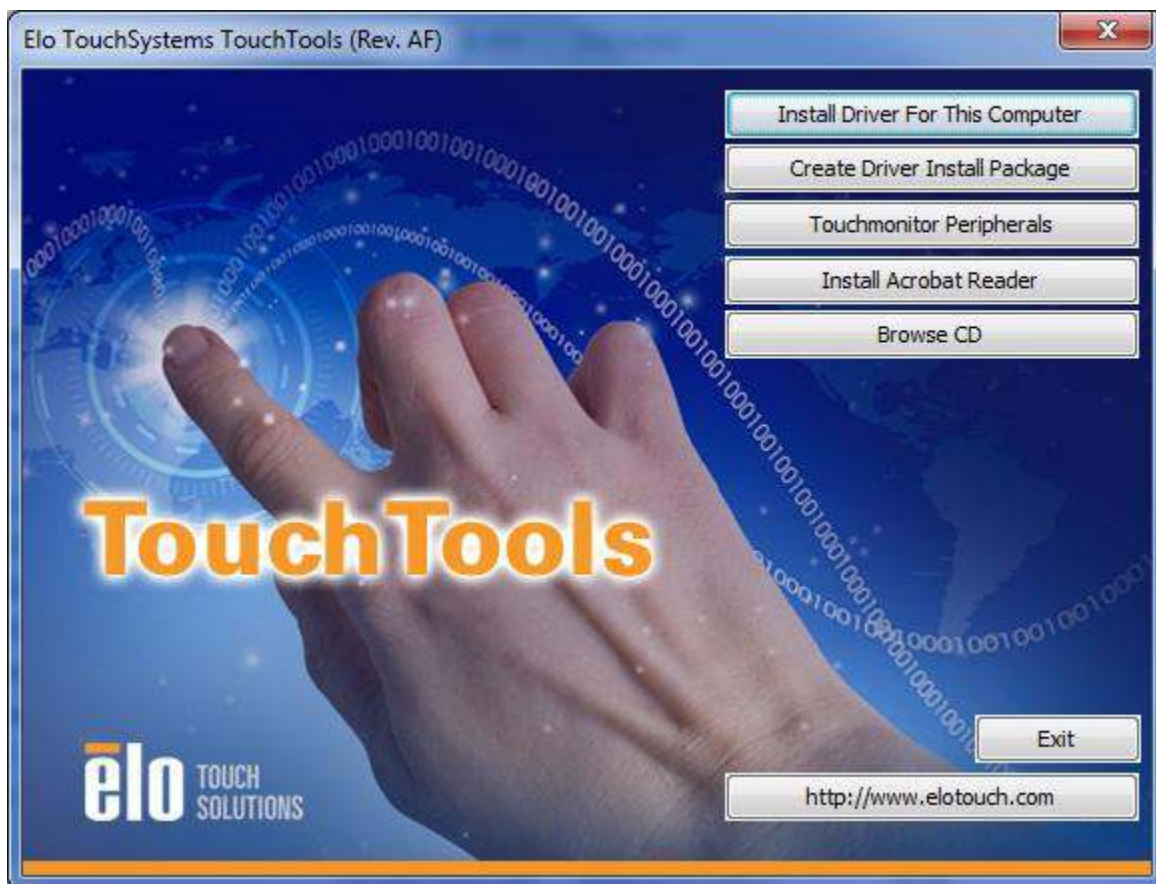 Elo TouchSystems TouchTools (Rev. AF)
Install Driver For This Computer
Create Driver Install Package
Touchmonitor Peripherals
Install Acrobat Reader
Browse CD
TouchTools
elo TOUCH
SOLUTIONS
Exit
http://www.elotouch.com